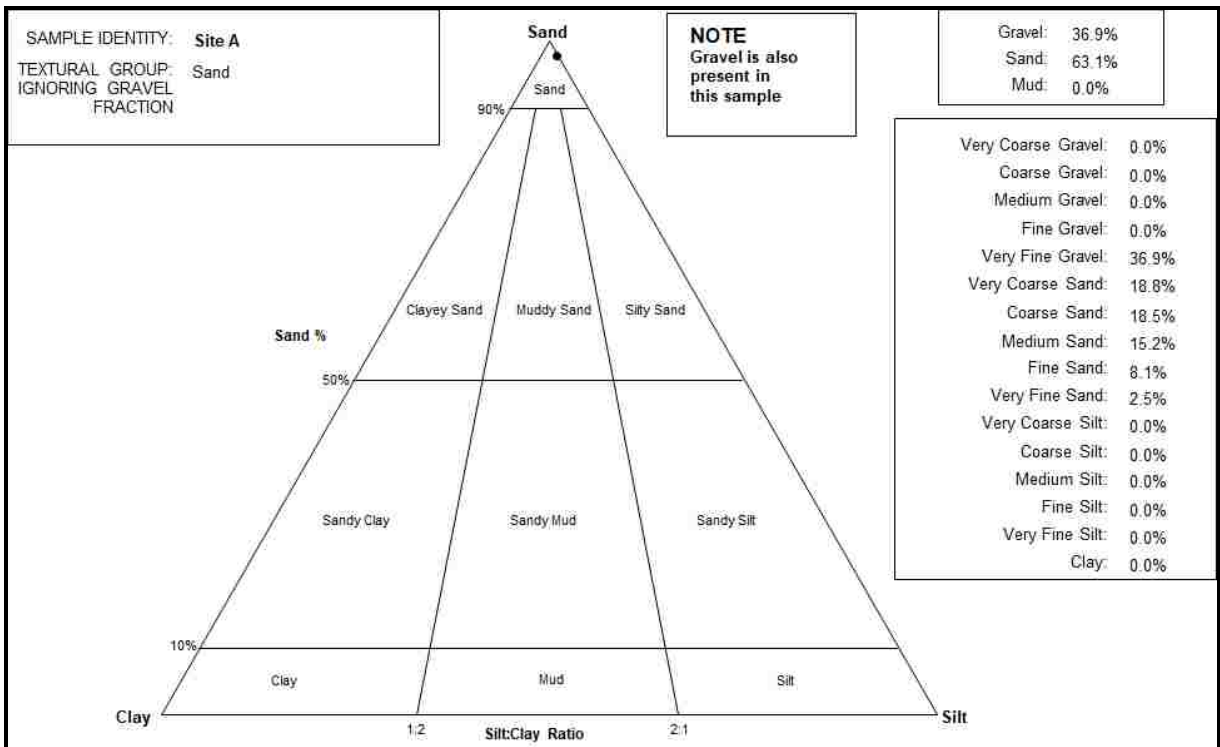 SAMPLE IDENTITY: Site A
TEXTURAL GROUP: Sand
IGNORING GRAVEL
FRACTION
Sand
NOTE
Gravel is also
present in
this sample
Gravel: 36.9%
Sand: 63.1%
Mud: 0.0%
Sand
90%
Very Coarse Gravel: 0.0%
Coarse Gravel: 0.0%
Medium Gravel: 0.0%
Fine Gravel: 0.0%
Very Fine Gravel: 36.9%
Very Coarse Sand: 18.8%
Coarse Sand: 18.5%
Medium Sand: 15.2%
Fine Sand: 8.1%
Very Fine Sand: 2.5%
Very Coarse Silt: 0.0%
Coarse Silt: 0.0%
Medium Silt: 0.0%
Fine Silt: 0.0%
Very Fine Silt: 0.0%
Clay: 0.0%
Clayey Sand Muddy Sand Silty Sand
Sand %
50%
Sandy Clay Sandy Mud Sandy Silt
10%
Clay Mud Silt
Clay Silt
1:2 Silt:Clay Ratio 2:1